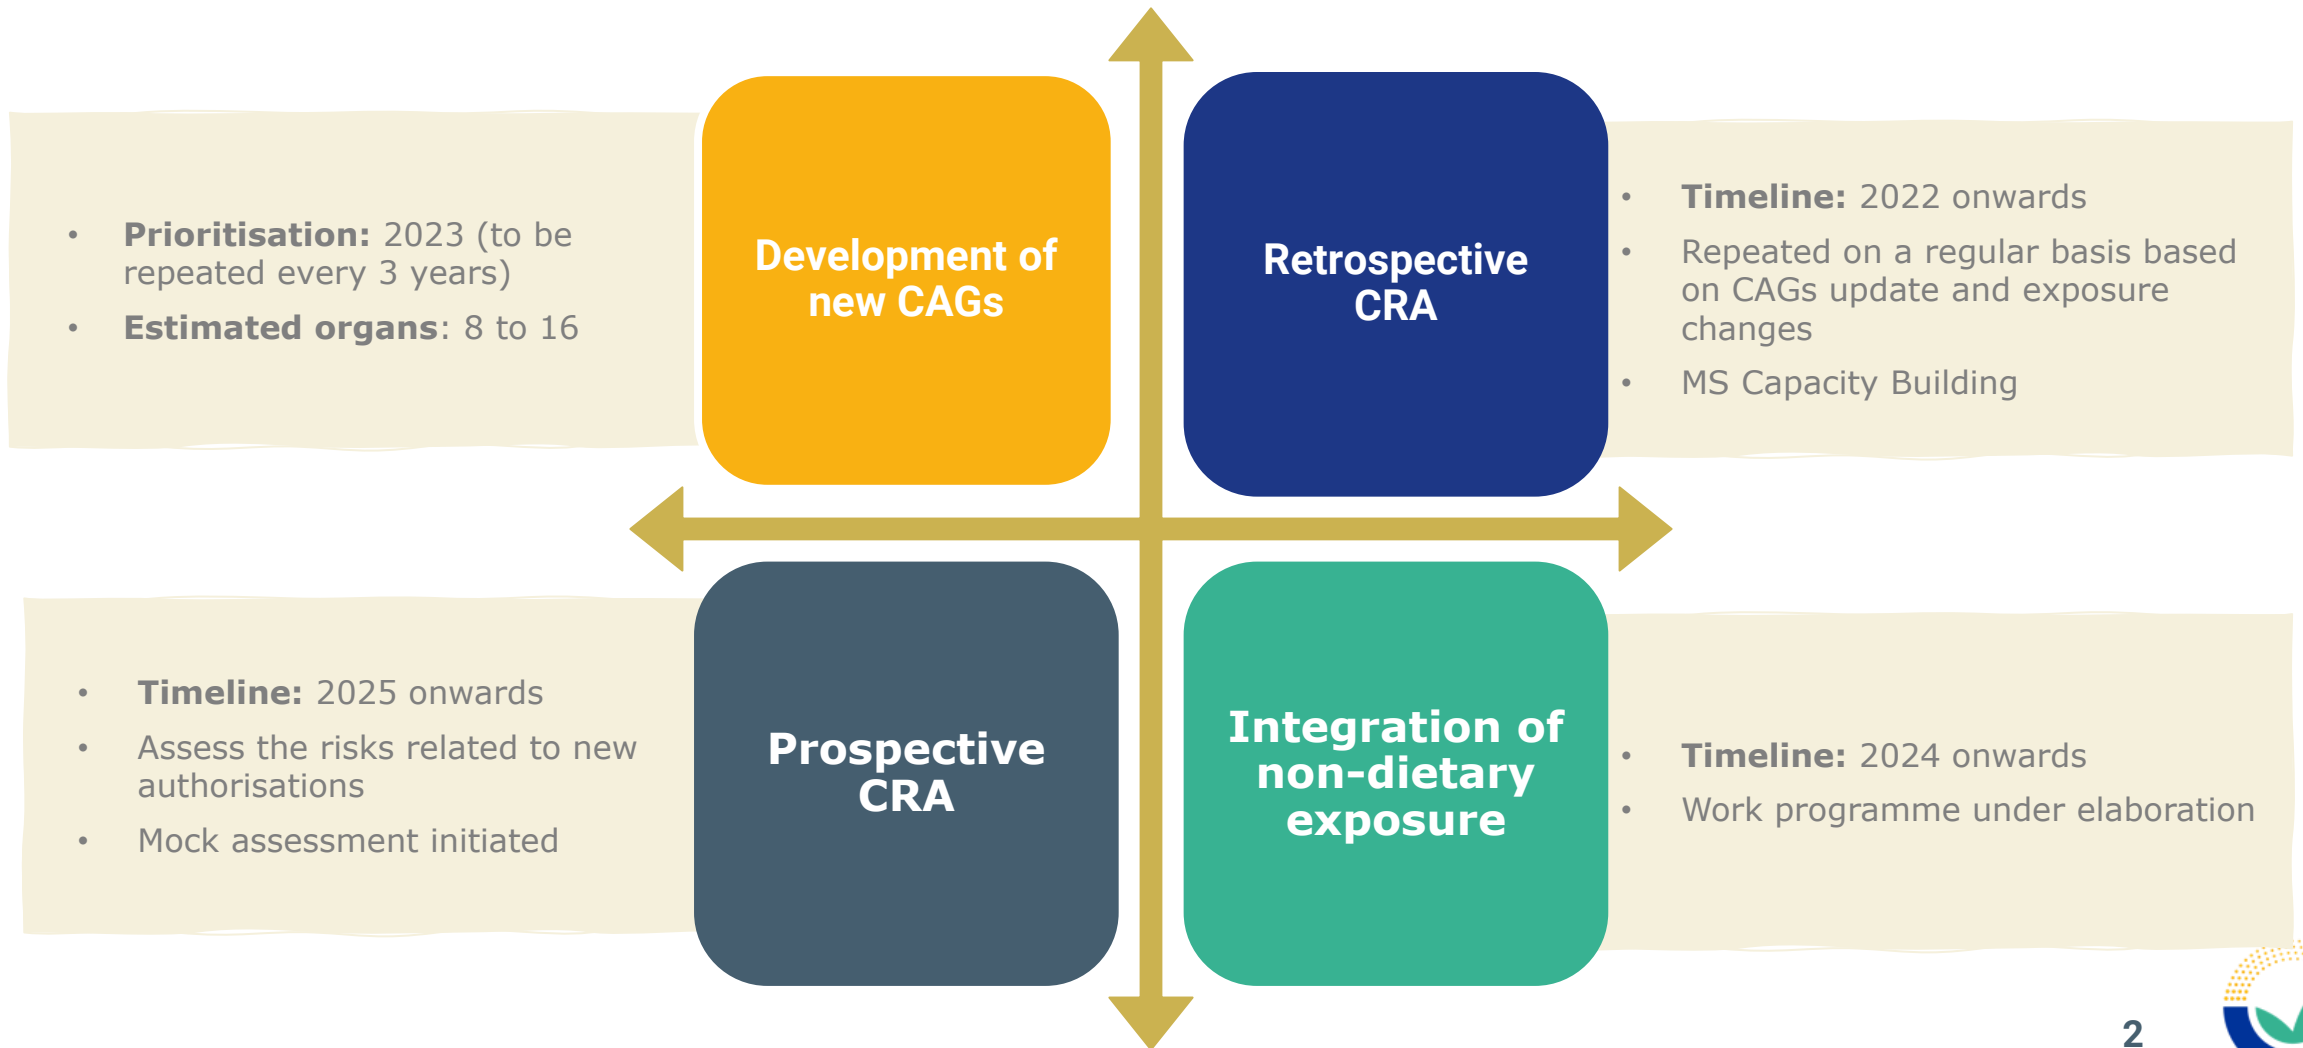 • Prioritisation: 2023 (to be
repeated every 3 years)
• Estimated organs: 8 to 16
Development of
new CAGs
Retrospective
CRA
• Timeline: 2022 onwards
• Repeated on a regular basis based
on CAGs update and exposure
changes
• MS Capacity Building
• Timeline: 2025 onwards
• Assess the risks related to new
authorisations
• Mock assessment initiated
Prospective
CRA
Integration of
non-dietary
exposure
• Timeline: 2024 onwards
• Work programme under elaboration
2